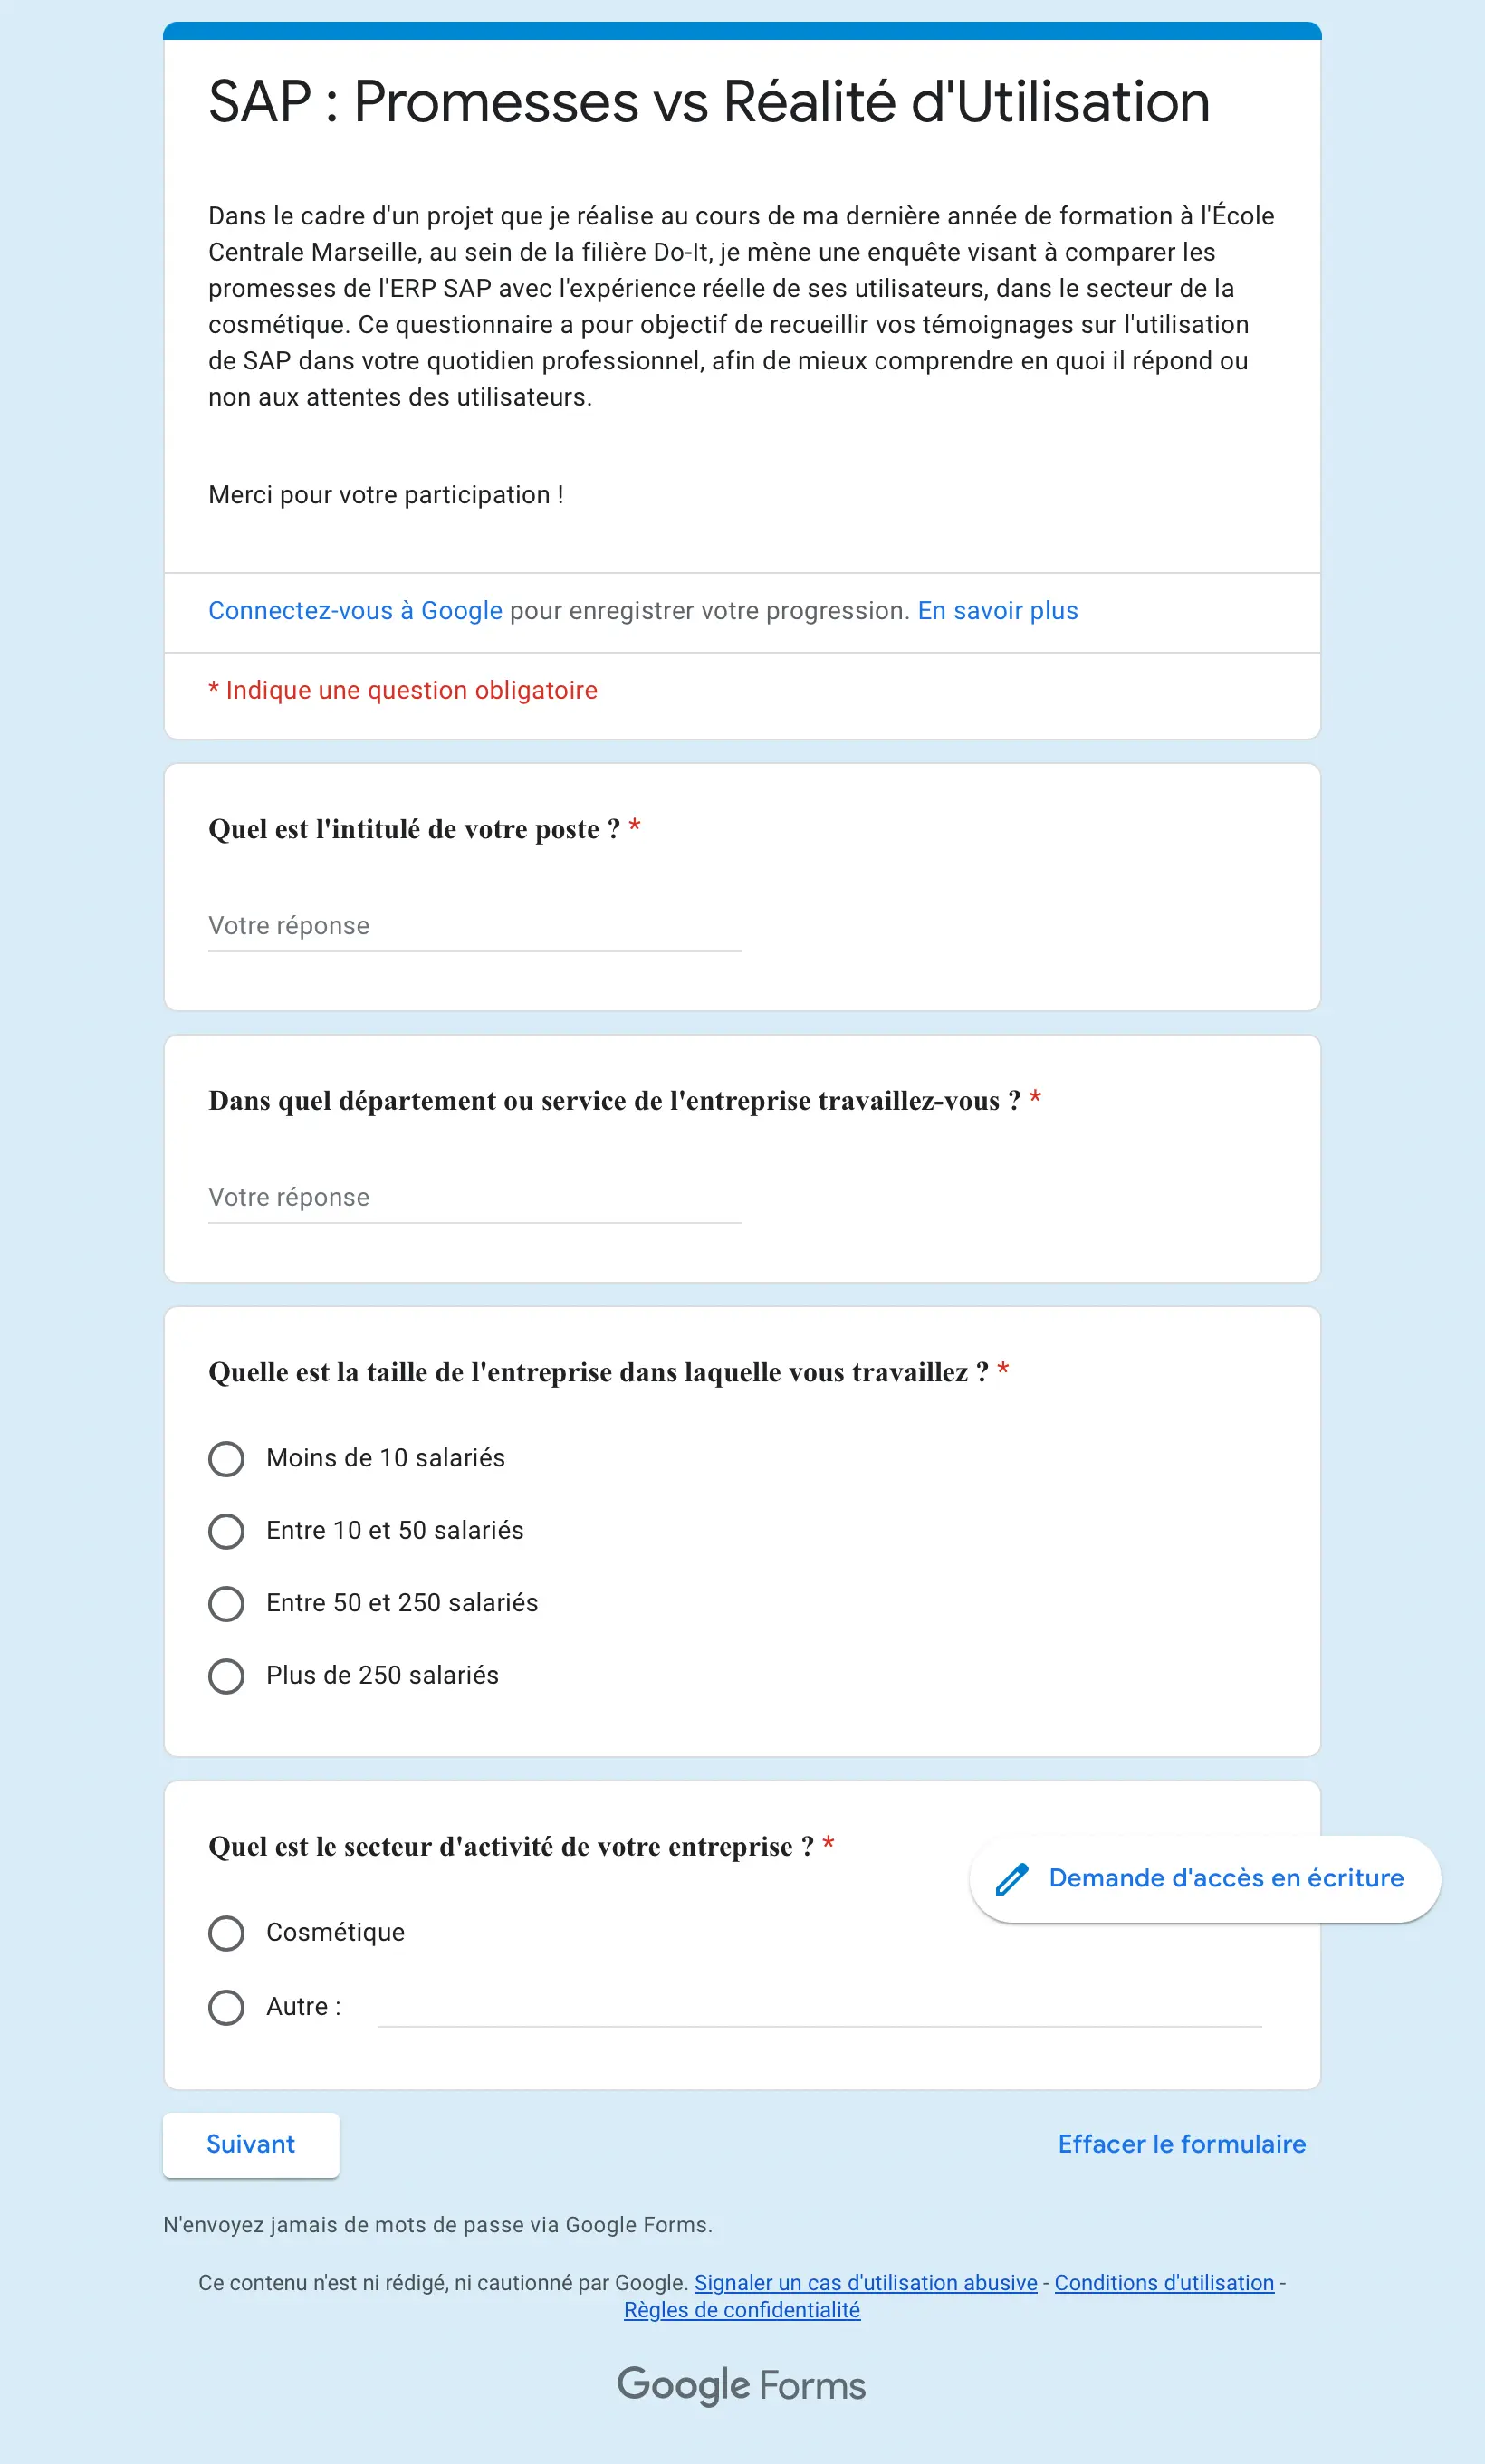 SAP : Promesses vs Réalité d'Utilisation
Dans le cadre d'un projet que je réalise au cours de ma dernière année de formation à l'École
Centrale Marseille, au sein de la filière Do-It, je mène une enquête visant à comparer les
promesses de l'ERP SAP avec l'expérience réelle de ses utilisateurs, dans le secteur de la
cosmétique. Ce questionnaire a pour objectif de recueillir vos témoignages sur l'utilisation
de SAP dans votre quotidien professionnel, afin de mieux comprendre en quoi il répond ou
non aux attentes des utilisateurs.
Merci pour votre participation !
Connectez-vous à Google pour enregistrer votre progression. En savoir plus
* Indique une question obligatoire
Quel est l'intitulé de votre poste ? *
Votre réponse
Dans quel département ou service de l'entreprise travaillez-vous ? *
Votre réponse
Quelle est la taille de l'entreprise dans laquelle vous travaillez ? *
Moins de 10 salariés
Entre 10 et 50 salariés
Entre 50 et 250 salariés
Plus de 250 salariés
Quel est le secteur d'activité de votre entreprise ? *
Demande d'accès en écriture
Cosmétique
Autre :
Suivant
Effacer le formulaire
N'envoyez jamais de mots de passe via Google Forms.
Ce contenu n'est ni rédigé, ni cautionné par Google. Signaler un cas d'utilisation abusive - Conditions d'utilisation -
Règles de confidentialité
Google Forms